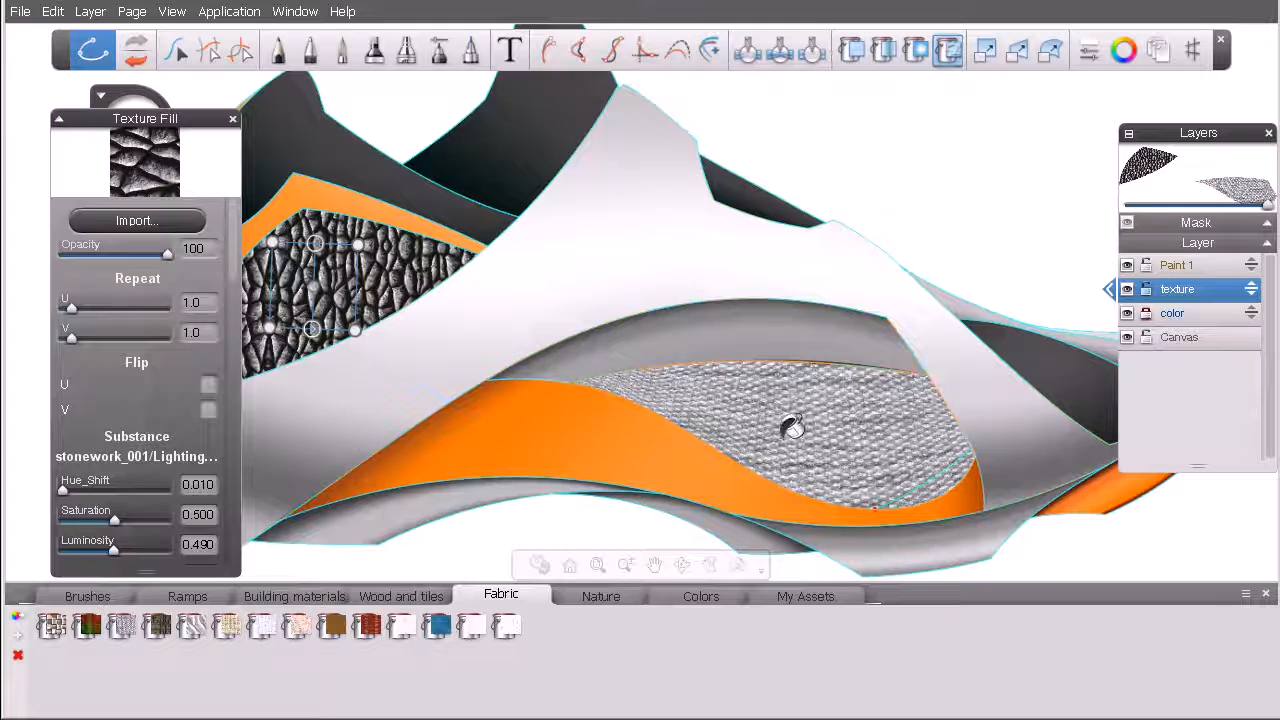 File Edit Layer Page View Application Window Help
T
Texture Fill
Import...
Opacity 100
Repeat
U 1.0
V 1.0
Flip
U
V
Substance
stonework_001/Lighting...
Hue_Shift 0.010
Saturation 0.500
Luminosity 0.490
Layers
Mask
Layer
Paint 1
texture
color
Canvas
Brushes Ramps Building materials Wood and tiles Fabric Nature Colors My Assets